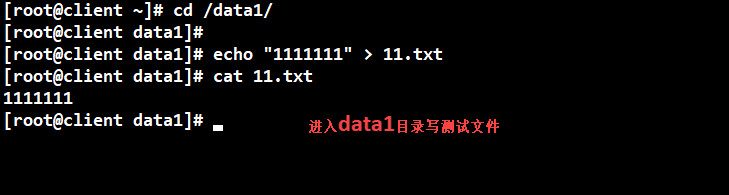 [root@client ~]# cd /data1/
[root@client data1]#
[root@client data1]# echo "1111111" > 11.txt
[root@client data1]# cat 11.txt
1111111
[root@client data1]#
进入data1目录写测试文件